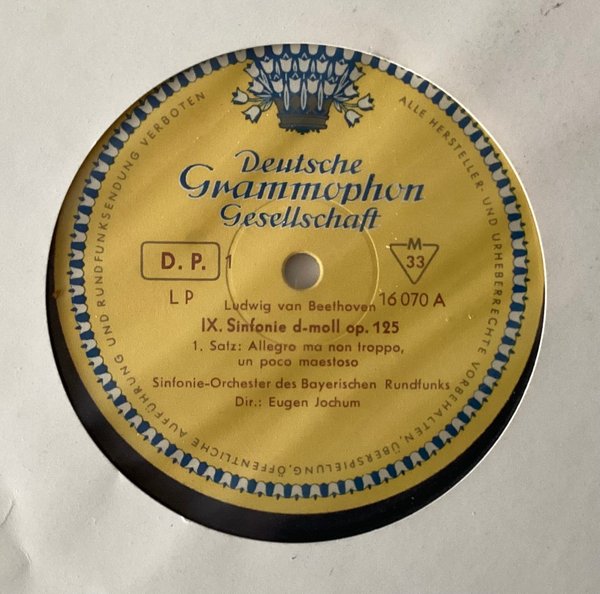 ALLE HERSTELLER- UND URHEBERRECHTE VORBEHALTEN, ÜBERSPIELUNG, ÖFFENTLICHE AUFFÜHRUNG UND RUNDFUNKSENDUNG VERBOTEN
Deutsche
Grammophon
Gesellschaft
D. P. 1
M
33
LP
Ludwig van Beethoven 16 070 A
IX. Sinfonie d-moll op. 125
1. Satz: Allegro ma non troppo,
un poco maestoso
Sinfonie-Orchester des Bayerischen Rundfunks
Dir.: Eugen Jochum